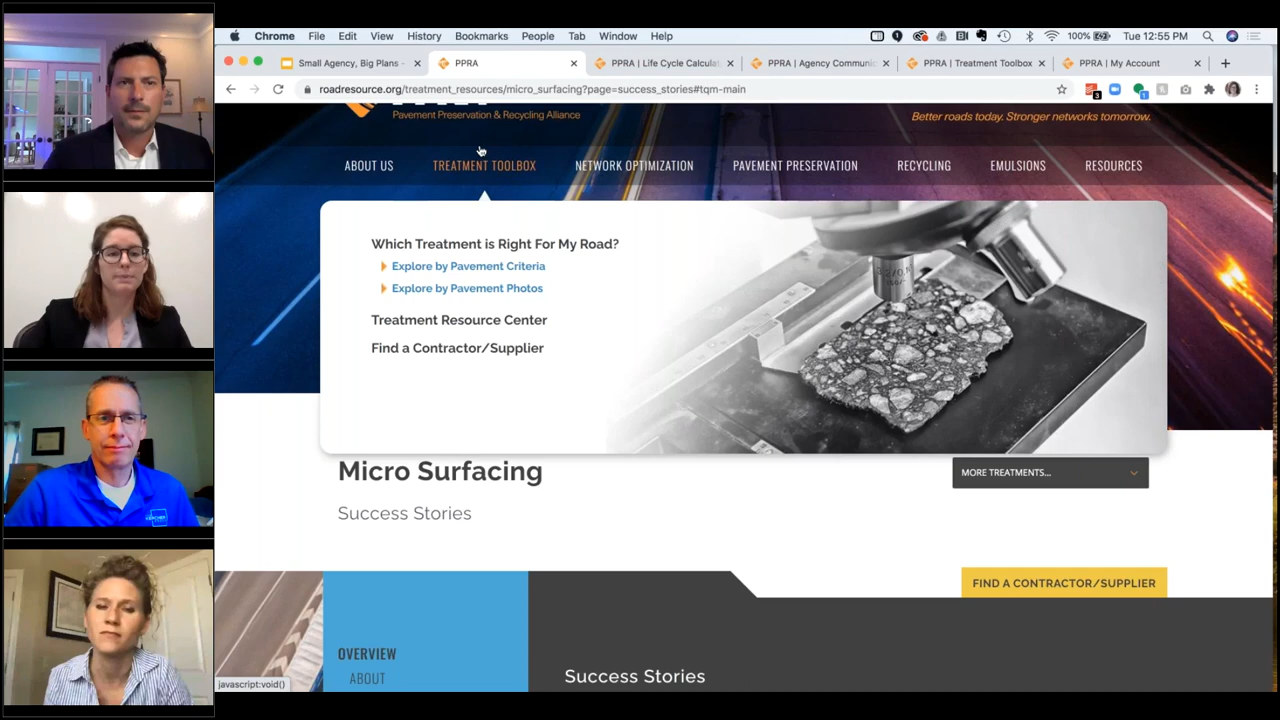 Chrome File Edit View History Bookmarks People Tab Window Help
100%
Tue 12:55 PM
Small Agency, Big Plans -
PPRA
PPRA | Life Cycle Calculat
PPRA | Agency Communic
PPRA | Treatment Toolbox
PPRA | My Account
roadresource.org/treatment_resources/micro_surfacing?page=success_stories#tqm-main
3
1
Pavement Preservation & Recycling Alliance
Better roads today. Stronger networks tomorrow.
ABOUT US
TREATMENT TOOLBOX
NETWORK OPTIMIZATION
PAVEMENT PRESERVATION
RECYCLING
EMULSIONS
RESOURCES
Which Treatment is Right For My Road?
Explore by Pavement Criteria
Explore by Pavement Photos
Treatment Resource Center
Find a Contractor/Supplier
Micro Surfacing
MORE TREATMENTS...
Success Stories
FIND A CONTRACTOR/SUPPLIER
OVERVIEW
ABOUT
Success Stories
javascript:void()